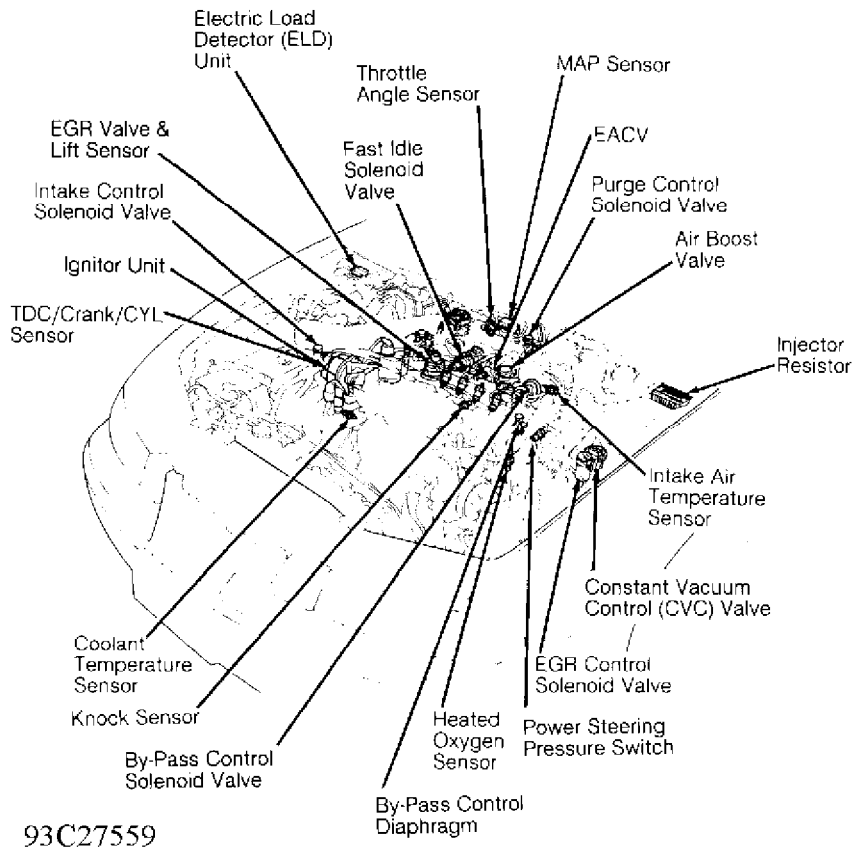 Electric Load
Detector (ELD)
Unit
Throttle
Angle Sensor
MAP Sensor
EGR Valve &
Lift Sensor
Fast Idle
Solenoid
Valve
EACV
Intake Control
Solenoid Valve
Purge Control
Solenoid Valve
Ignitor Unit
Air Boost
Valve
TDC/Crank/CYL
Sensor
Injector
Resistor
Intake Air
Temperature
Sensor
Constant Vacuum
Control (CVC) Valve
Coolant
Temperature
Sensor
EGR Control
Solenoid Valve
Knock Sensor
Heated
Oxygen
Sensor
Power Steering
Pressure Switch
By-Pass Control
Solenoid Valve
By-Pass Control
Diaphragm
93C27559